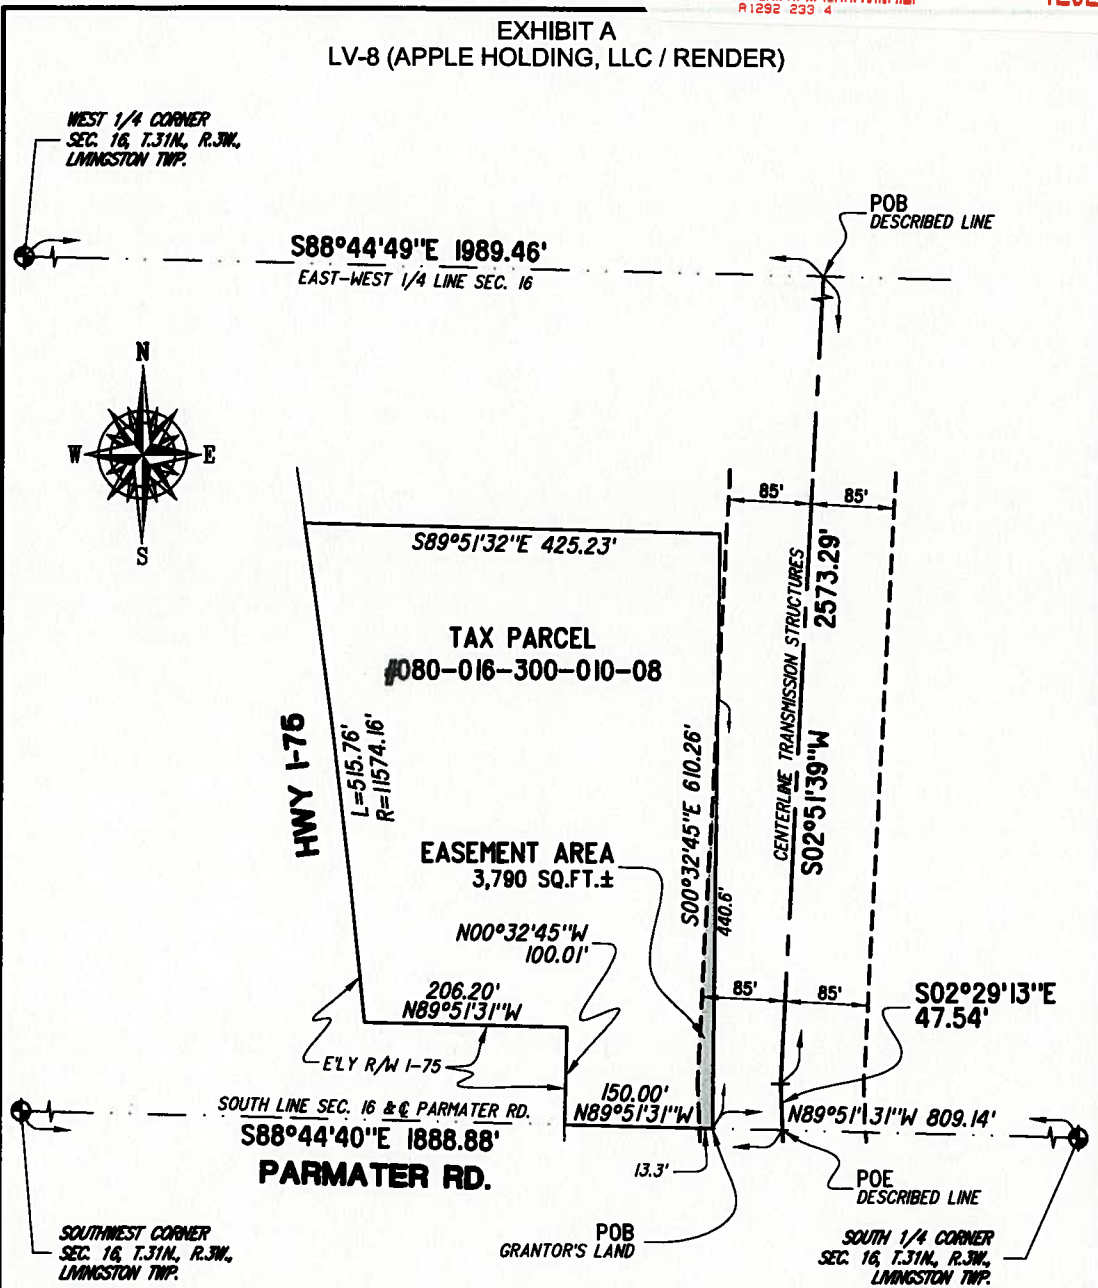 A1292 233 4
EXHIBIT A
LV-8 (APPLE HOLDING, LLC / RENDER)
WEST 1/4 CORNER
SEC. 16, T.31N., R.3W.,
LIVINGSTON TWP.
POB
DESCRIBED LINE
S88°44'49"E 1989.46'
EAST-WEST 1/4 LINE SEC. 16
N
W
E
S
85'
85'
S89°51'32"E 425.23'
CENTERLINE TRANSMISSION STRUCTURES
2573.29'
S02°51'39"W
TAX PARCEL
#080-016-300-010-08
HWY I-75
L=515.76'
R=11574.16'
S00°32'45"E 610.26'
440.6'
EASEMENT AREA
3,790 SQ.FT.±
N00°32'45"W
100.01'
206.20'
N89°51'31"W
85'
85'
S02°29'13"E
47.54'
E'LY R/W I-75
150.00'
N89°51'31"W
N89°51'31"W 809.14'
SOUTH LINE SEC. 16 & ℄ PARMATER RD.
S88°44'40"E 1888.88'
PARMATER RD.
13.3'
POE
DESCRIBED LINE
POB
GRANTOR'S LAND
SOUTHWEST CORNER
SEC. 16, T.31N., R.3W.,
LIVINGSTON TWP.
SOUTH 1/4 CORNER
SEC. 16, T.31N., R.3W.,
LIVINGSTON TWP.